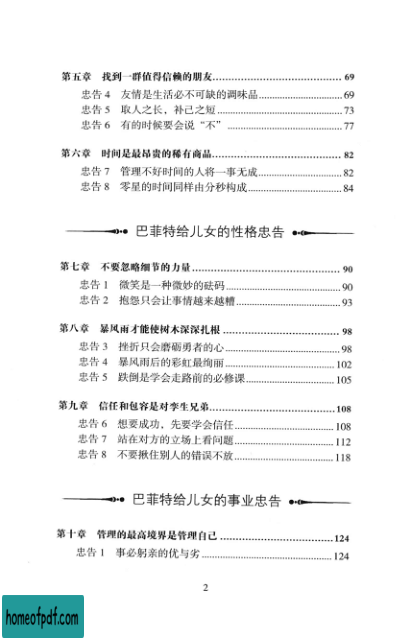 第五章 找到一群值得信赖的朋友 69
忠告 4 友情是生活必不可缺的调味品 69
忠告 5 取人之长，补己之短 73
忠告 6 有的时候要会说“不” 77
第六章 时间是最昂贵的稀有商品 82
忠告 7 管理不好时间的人将一事无成 82
忠告 8 零星的时间同样由分秒构成 84
巴菲特给儿女的性格忠告
第七章 不要忽略细节的力量 90
忠告 1 微笑是一种微妙的砝码 90
忠告 2 抱怨只会让事情越来越糟 93
第八章 暴风雨才能使树木深深扎根 98
忠告 3 挫折只会磨砺勇者的心 98
忠告 4 暴风雨后的彩虹最绚丽 102
忠告 5 跌倒是学会走路前的必修课 105
第九章 信任和包容是对孪生兄弟 108
忠告 6 想要成功，先要学会信任 108
忠告 7 站在对方的立场上看问题 112
忠告 8 不要揪住别人的错误不放 118
巴菲特给儿女的事业忠告
第十章 管理的最高境界是管理自己 124
忠告 1 事必躬亲的优与劣 124
2
homeofpdf.com